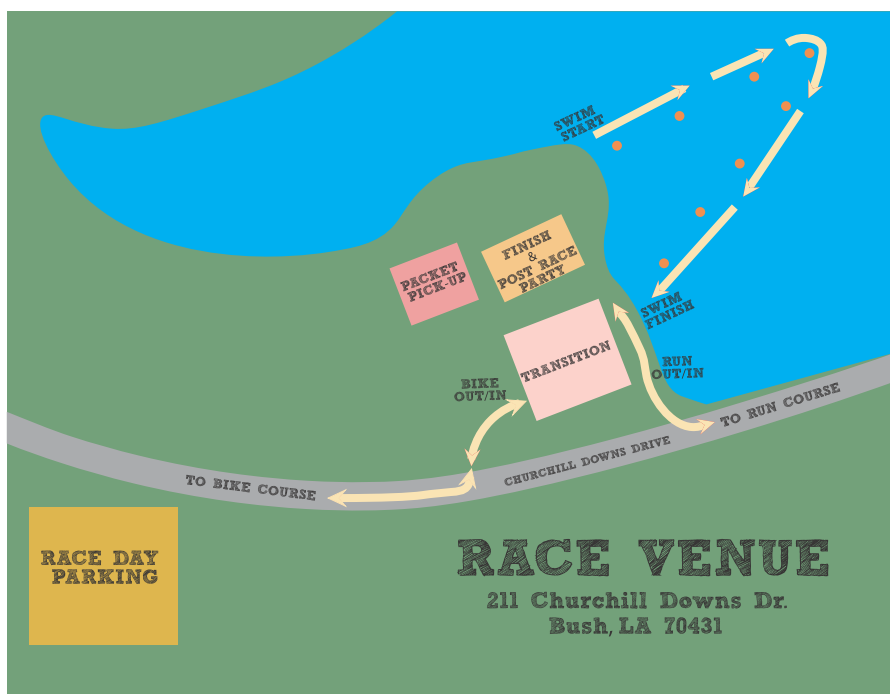 SWIM
START
FINISH
&
POST RACE
PARTY
PACKET
PICK-UP
SWIM
FINISH
TRANSITION
RUN
OUT/IN
BIKE
OUT/IN
TO RUN COURSE
CHURCHILL DOWNS DRIVE
TO BIKE COURSE
RACE DAY
PARKING
RACE VENUE
211 Churchill Downs Dr.
Bush, LA 70431